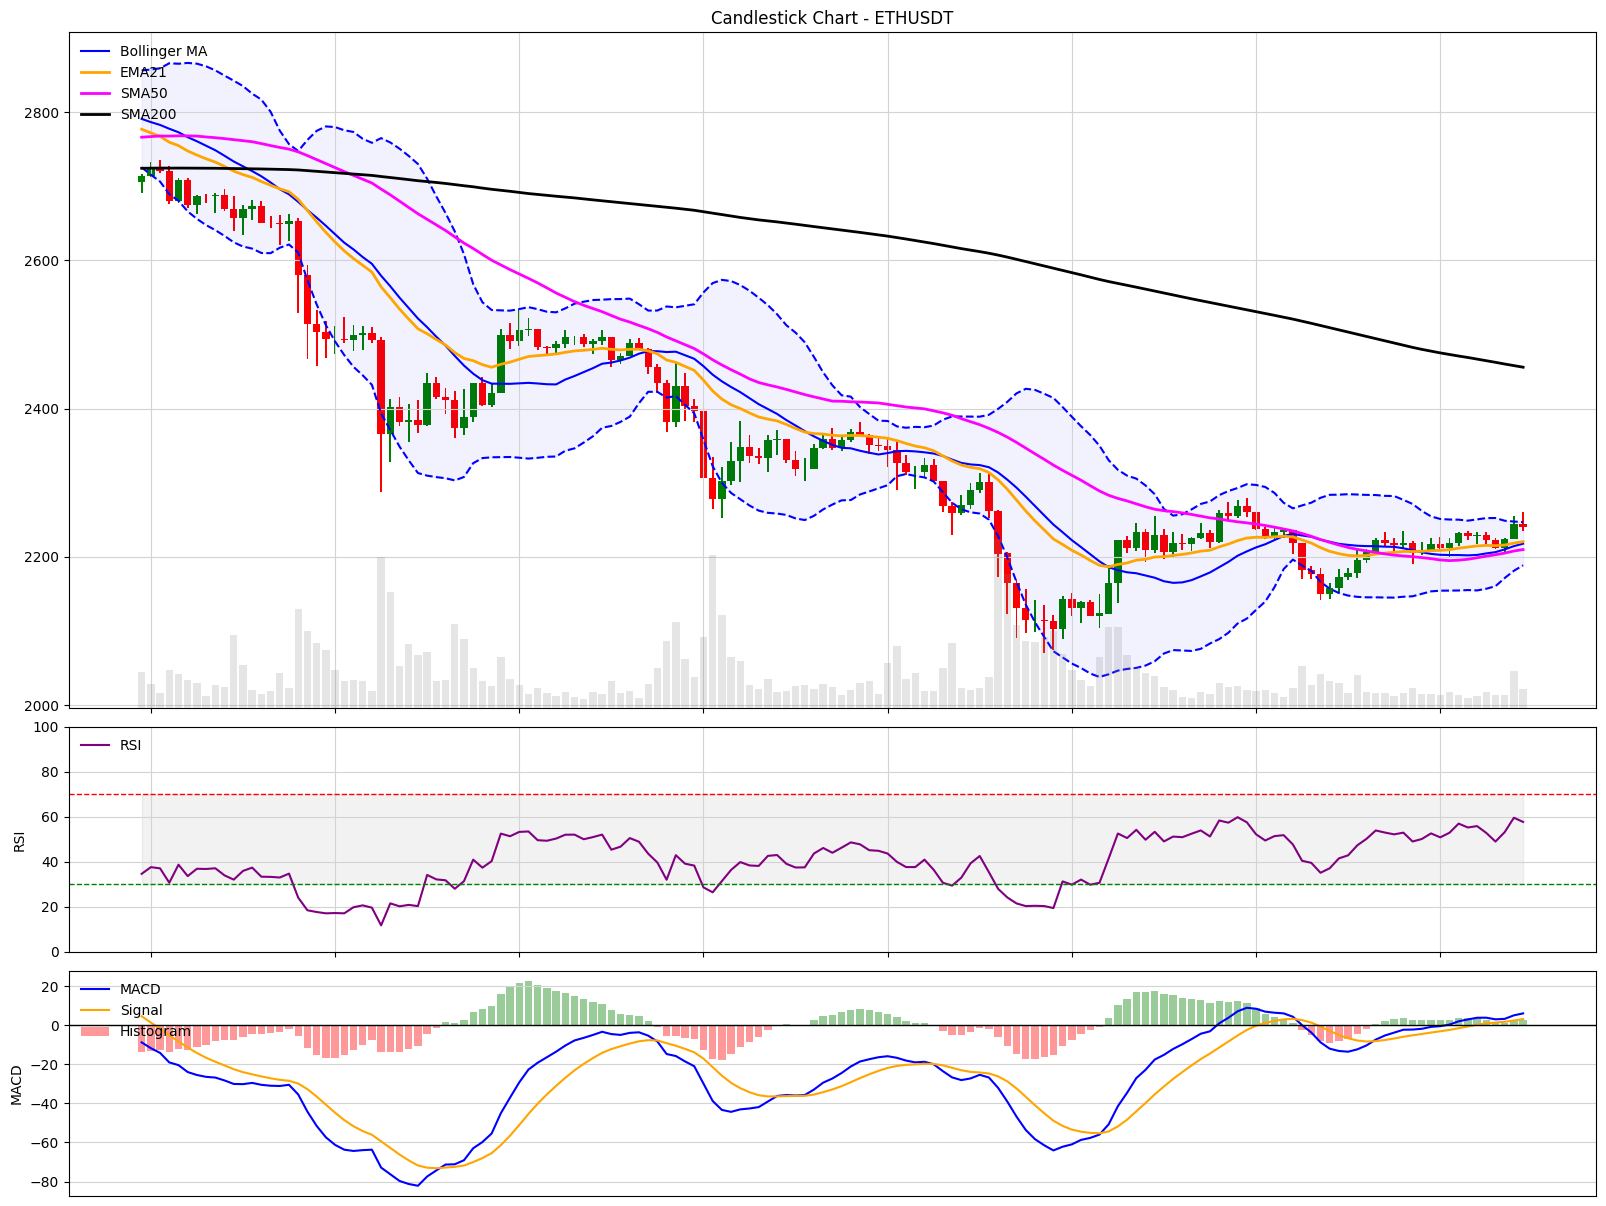 Candlestick Chart - ETHUSDT
Bollinger MA
EMA21
SMA50
SMA200
2800
2600
2400
2200
2000
100
80
60
40
20
0
RSI
RSI
20
0
−20
−40
−60
−80
MACD
MACD
Signal
Histogram